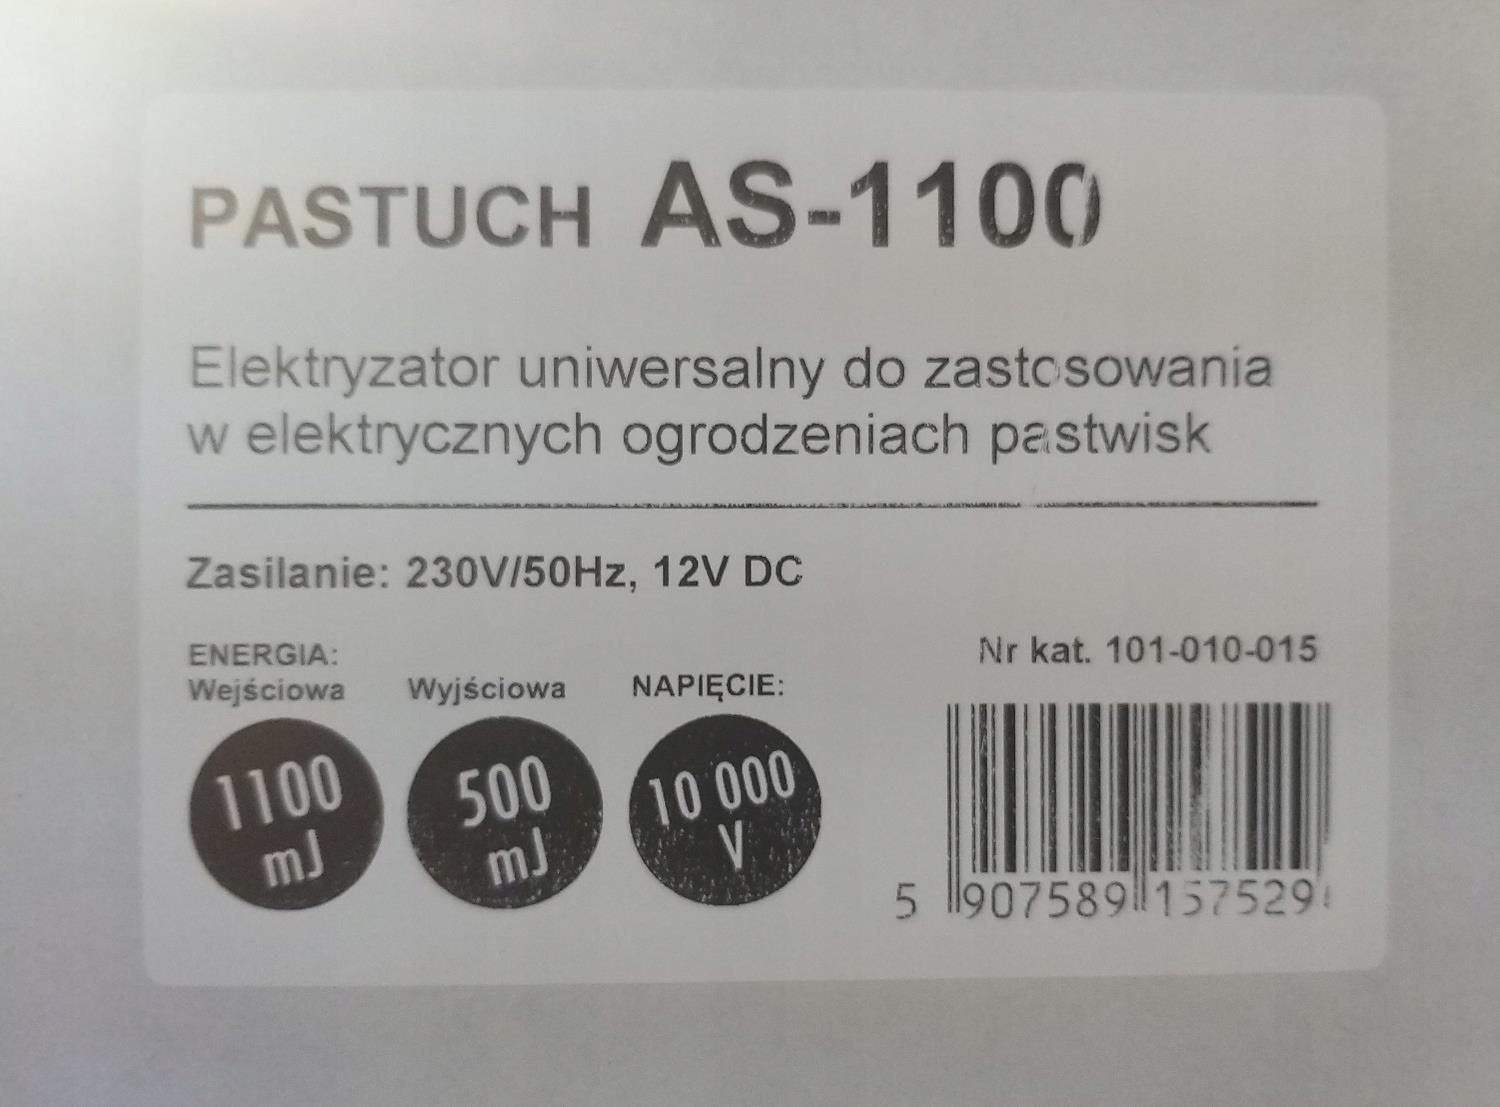 PASTUCH AS-1100
Elektryzator uniwersalny do zastosowania
w elektrycznych ogrodzeniach pastwisk
Zasilanie: 230V/50Hz, 12V DC
ENERGIA:
Wejściowa Wyjściowa NAPIĘCIE:
1100 mJ
500 mJ
10 000 V
Nr kat. 101-010-015
5 907589 157529